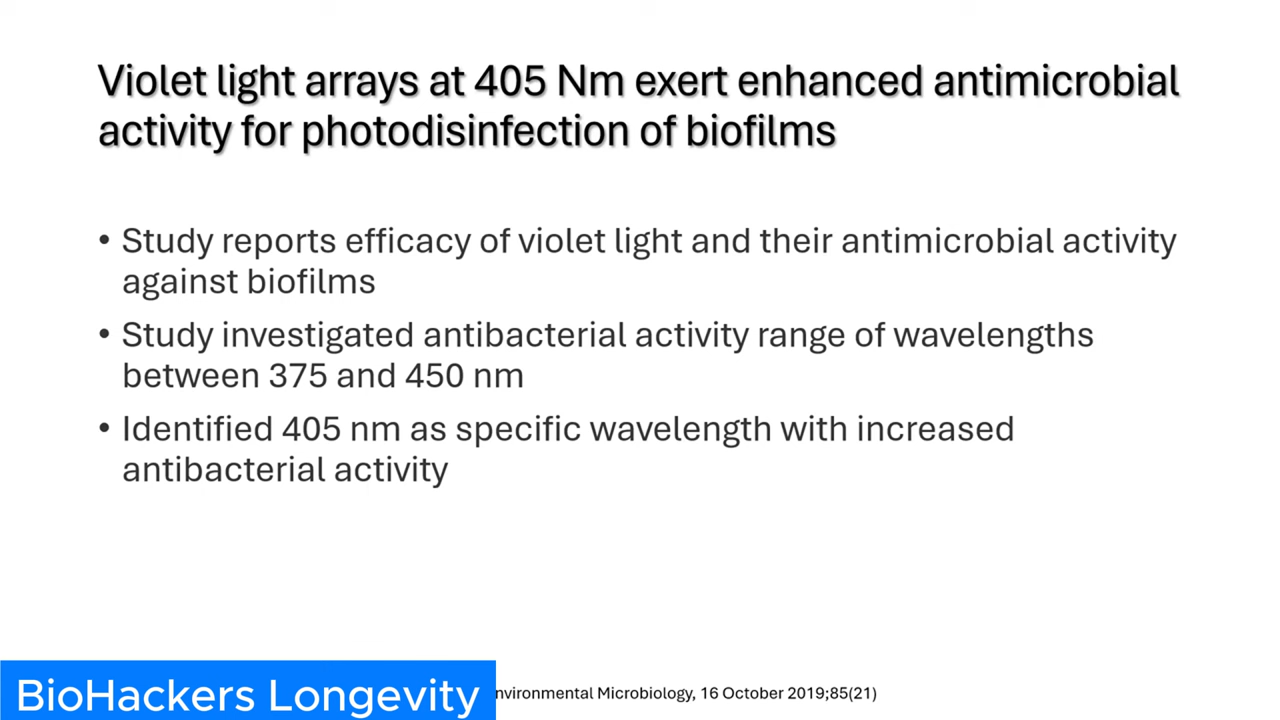 Violet light arrays at 405 Nm exert enhanced antimicrobial
activity for photodisinfection of biofilms
• Study reports efficacy of violet light and their antimicrobial activity
against biofilms
• Study investigated antibacterial activity range of wavelengths
between 375 and 450 nm
• Identified 405 nm as specific wavelength with increased
antibacterial activity
BioHackers Longevity
nvironmental Microbiology, 16 October 2019;85(21)